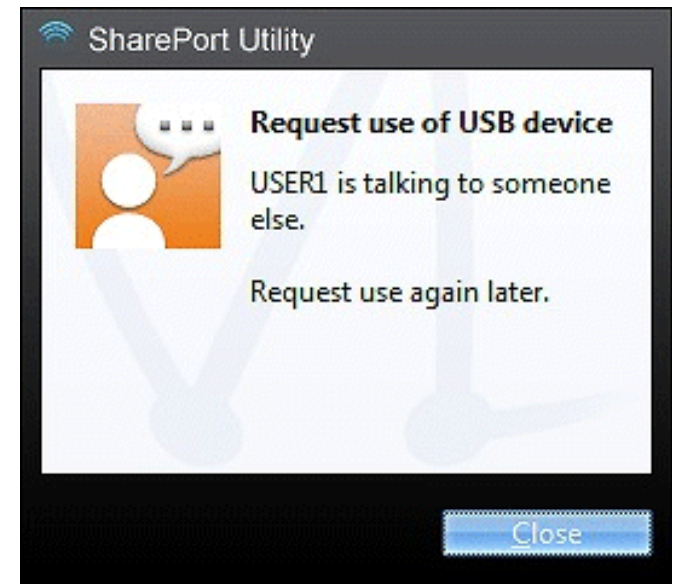 SharePort Utility
Request use of USB device
USER1 is talking to someone
else.
Request use again later.
Close